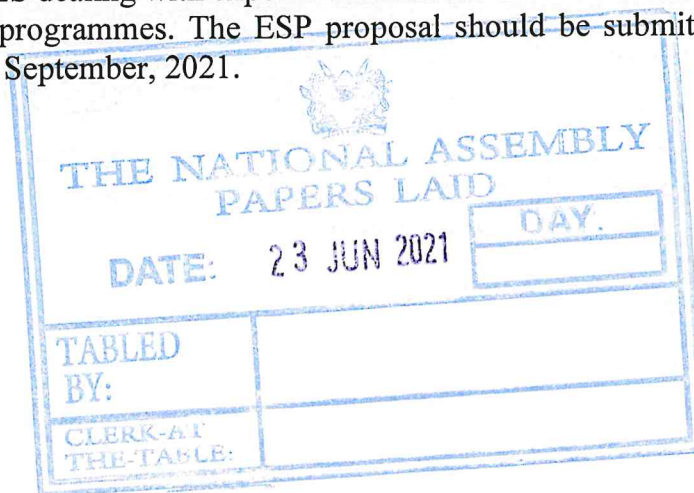 programmes. The ESP proposal should be submit
September, 2021.
THE NATIONAL ASSEMBLY
PAPERS LAID
DATE: 23 JUN 2021 DAY:
TABLED
BY:
CLERK-AT
THE-TABLE: